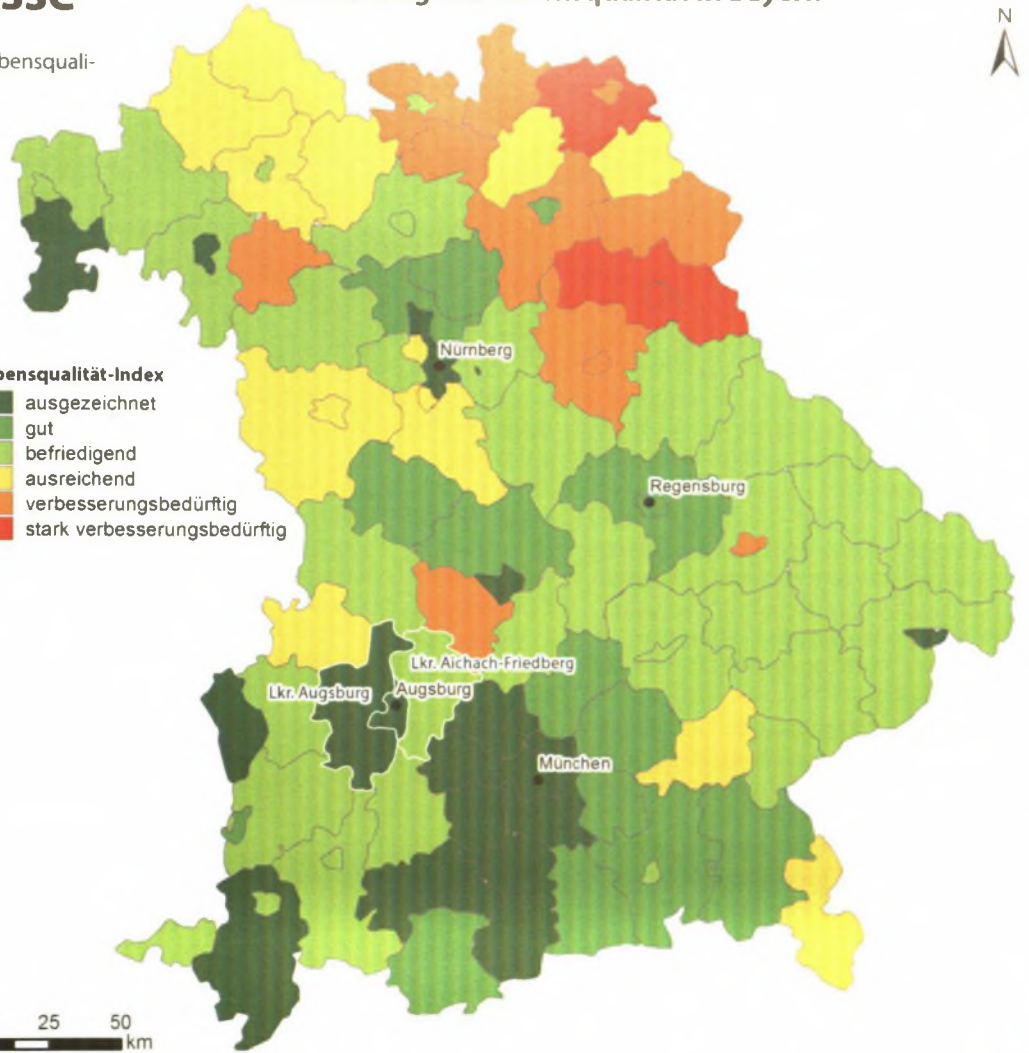 bensquali-
N
Nürnberg
bensqualität-Index
ausgezeichnet
gut
befriedigend
ausreichend
verbesserungsbedürftig
stark verbesserungsbedürftig
Regensburg
Lkr. Aichach-Friedberg
Lkr. Augsburg
Augsburg
München
25 50
km